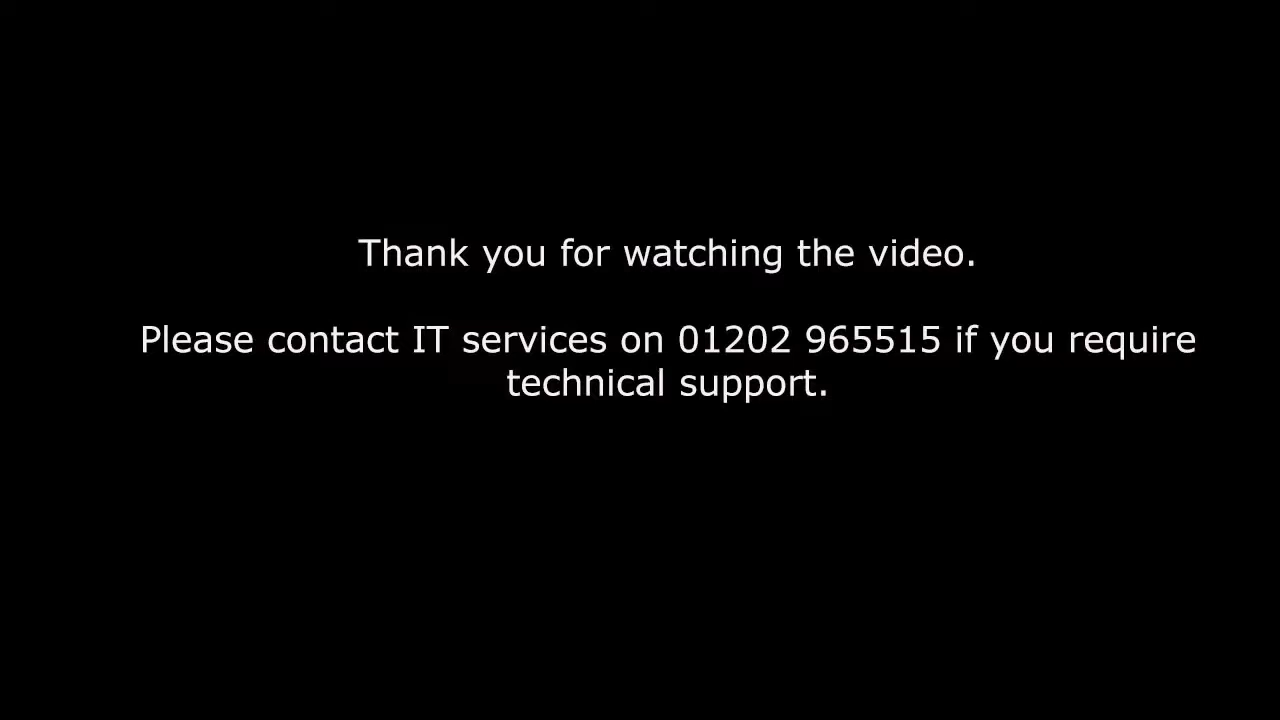 Thank you for watching the video.
Please contact IT services on 01202 965515 if you require
technical support.